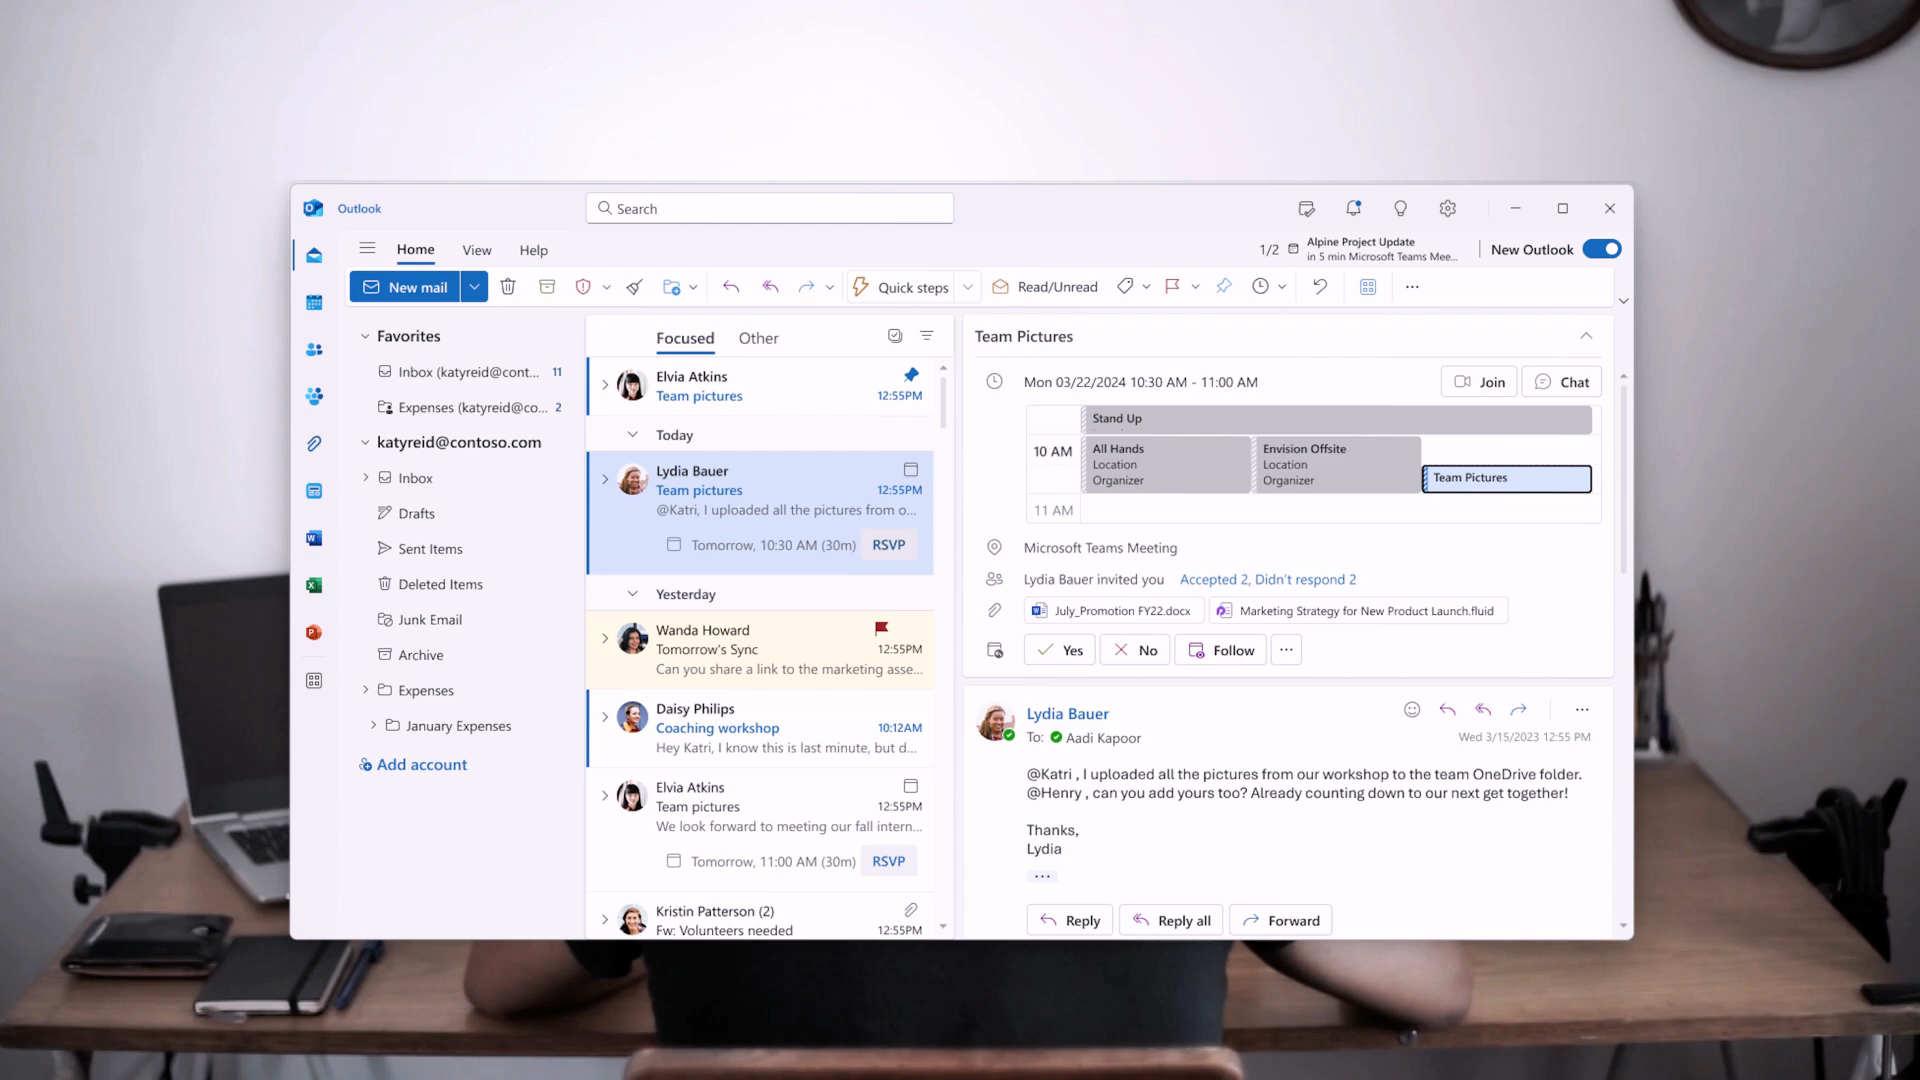 Outlook
Search
Home
View
Help
1/2
Alpine Project Update
in 5 min Microsoft Teams Mee...
New Outlook
New mail
Quick steps
Read/Unread
Favorites
Inbox (katyreid@cont... 11
Expenses (katyreid@co... 2
katyreid@contoso.com
Inbox
Drafts
Sent Items
Deleted Items
Junk Email
Archive
Expenses
January Expenses
Add account
Focused
Other
Elvia Atkins
Team pictures 12:55PM
Today
Lydia Bauer
Team pictures 12:55PM
@Katri, I uploaded all the pictures from o...
Tomorrow, 10:30 AM (30m) RSVP
Yesterday
Wanda Howard
Tomorrow's Sync 12:55PM
Can you share a link to the marketing asse...
Daisy Philips
Coaching workshop 10:12AM
Hey Katri, I know this is last minute, but d...
Elvia Atkins
Team pictures 12:55PM
We look forward to meeting our fall intern...
Tomorrow, 11:00 AM (30m) RSVP
Kristin Patterson (2)
Fw: Volunteers needed 12:55PM
Team Pictures
Mon 03/22/2024 10:30 AM - 11:00 AM
Join
Chat
Stand Up
10 AM
All Hands
Location
Organizer
Envision Offsite
Location
Organizer
Team Pictures
11 AM
Microsoft Teams Meeting
Lydia Bauer invited you Accepted 2, Didn't respond 2
July_Promotion FY22.docx
Marketing Strategy for New Product Launch.fluid
Yes
No
Follow
...
Lydia Bauer
To: Aadi Kapoor
Wed 3/15/2023 12:55 PM
@Katri , I uploaded all the pictures from our workshop to the team OneDrive folder.
@Henry , can you add yours too? Already counting down to our next get together!
Thanks,
Lydia
...
Reply
Reply all
Forward